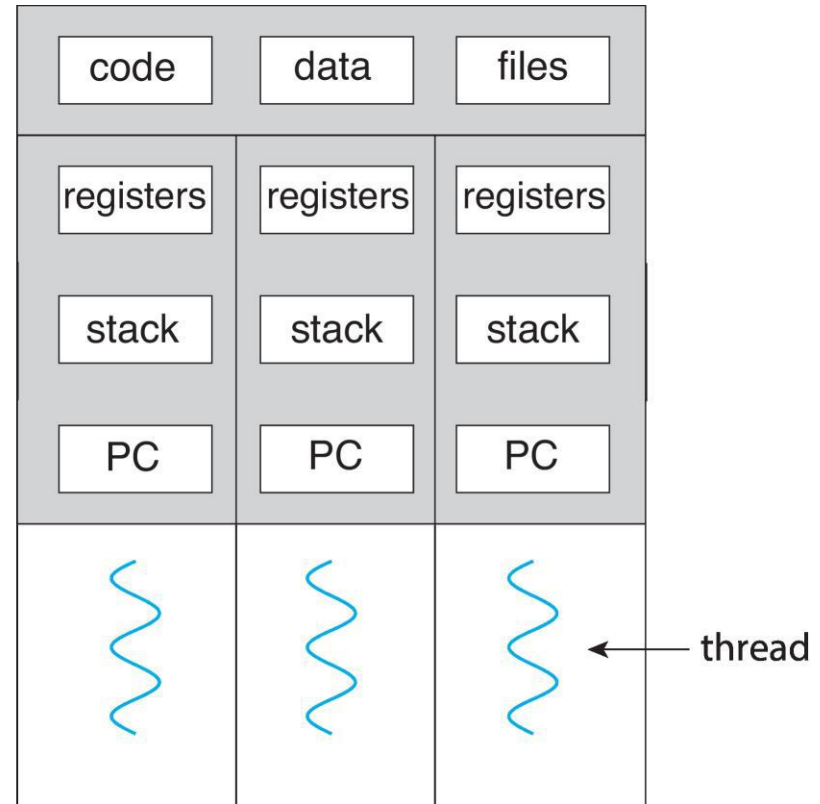 code data files
registers registers registers
stack stack stack
PC PC PC
thread